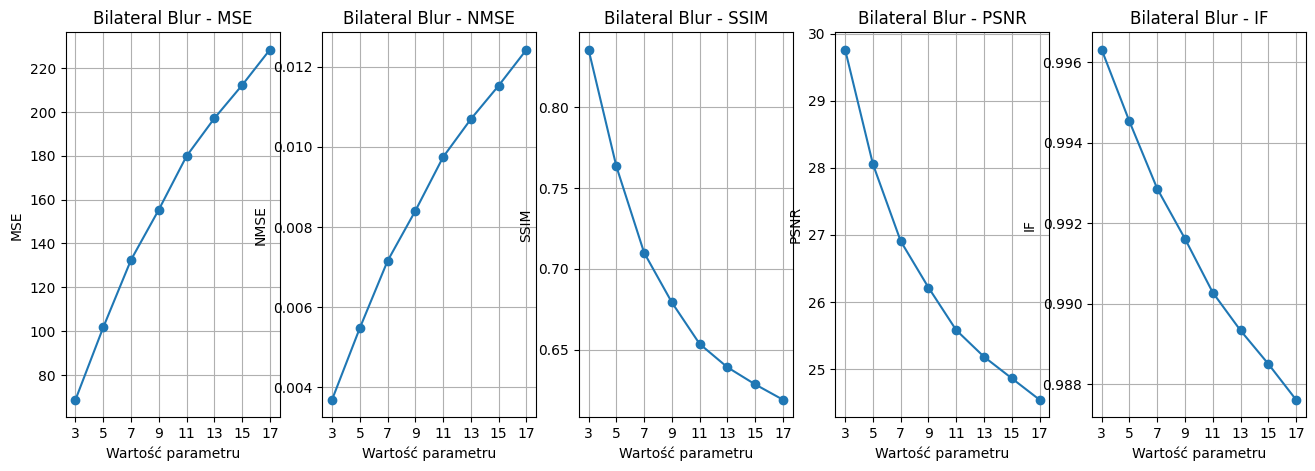 Bilateral Blur - MSE
MSE
220
200
180
160
140
120
100
80
3 5 7 9 11 13 15 17
Wartość parametru
Bilateral Blur - NMSE
NMSE
0.012
0.010
0.008
0.006
0.004
3 5 7 9 11 13 15 17
Wartość parametru
Bilateral Blur - SSIM
SSIM
0.80
0.75
0.70
0.65
3 5 7 9 11 13 15 17
Wartość parametru
Bilateral Blur - PSNR
PSNR
30
29
28
27
26
25
3 5 7 9 11 13 15 17
Wartość parametru
Bilateral Blur - IF
IF
0.996
0.994
0.992
0.990
0.988
3 5 7 9 11 13 15 17
Wartość parametru